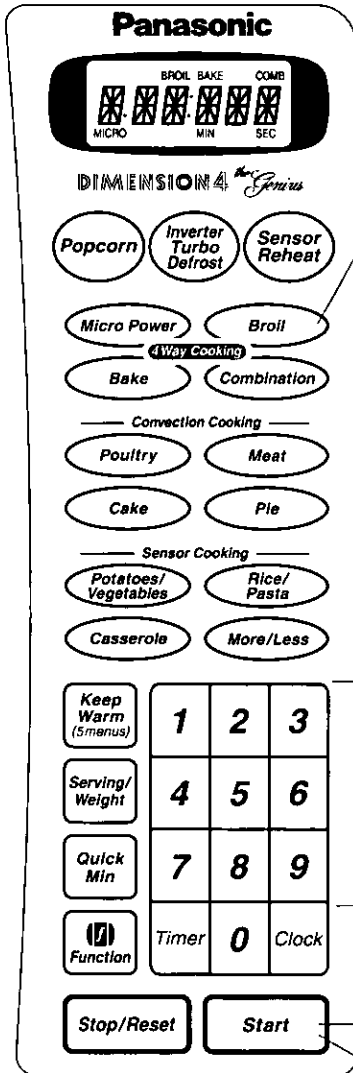 Panasonic
BROIL BAKE COMB
MICRO MIN SEC
DIMENSION 4 the Genius
Popcorn
Inverter
Turbo
Defrost
Sensor
Reheat
Micro Power
Broil
4 Way Cooking
Bake
Combination
Convection Cooking
Poultry
Meat
Cake
Pie
Sensor Cooking
Potatoes/
Vegetables
Rice/
Pasta
Casserole
More/Less
Keep
Warm
(5 menus)
1 2 3
Serving/
Weight
4 5 6
Quick
Min
7 8 9
Function
Timer 0 Clock
Stop/Reset
Start